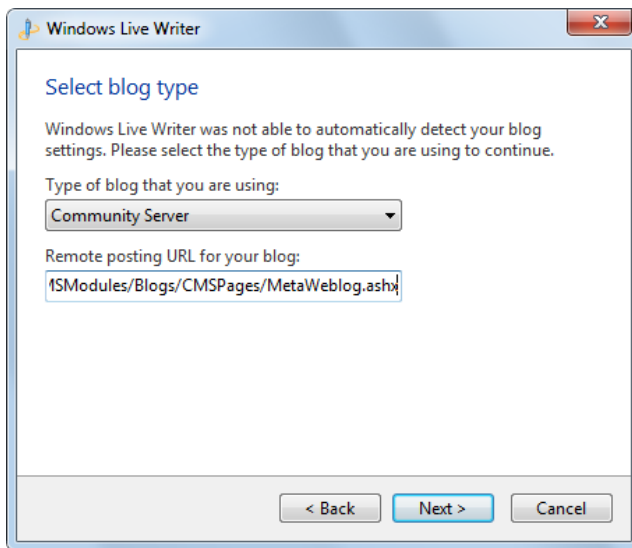 Windows Live Writer
Select blog type
Windows Live Writer was not able to automatically detect your blog
settings. Please select the type of blog that you are using to continue.
Type of blog that you are using:
Community Server
Remote posting URL for your blog:
MSModules/Blogs/CMSPages/MetaWeblog.ashx
< Back
Next >
Cancel